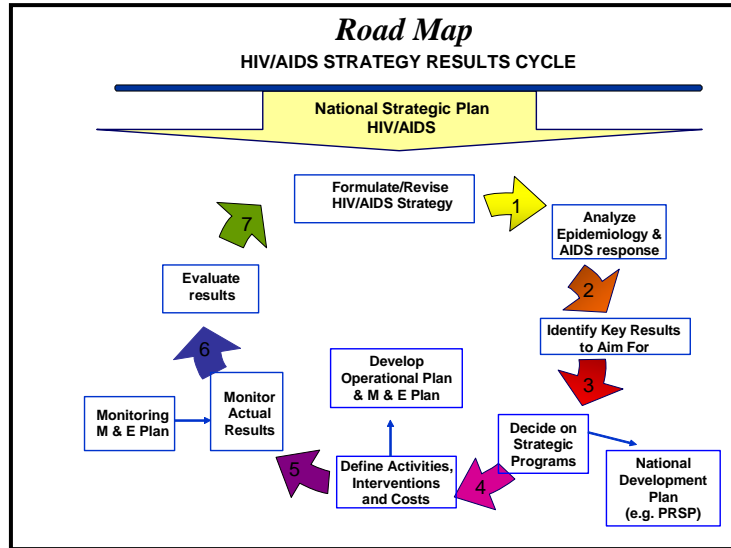 Road Map
HIV/AIDS STRATEGY RESULTS CYCLE
National Strategic Plan
HIV/AIDS
Formulate/Revise
HIV/AIDS Strategy
1
Analyze
Epidemiology &
AIDS response
2
Identify Key Results
to Aim For
3
Decide on
Strategic
Programs
National
Development
Plan
(e.g. PRSP)
4
Define Activities,
Interventions
and Costs
Develop
Operational Plan
& M & E Plan
5
Monitor
Actual
Results
Monitoring
M & E Plan
6
Evaluate
results
7